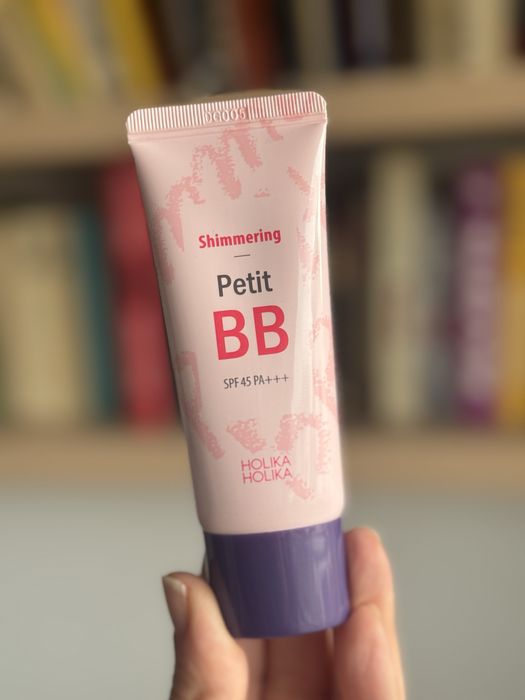 Shimmering
Petit
BB
SPF 45 PA+++
HOLIKA
HOLIKA